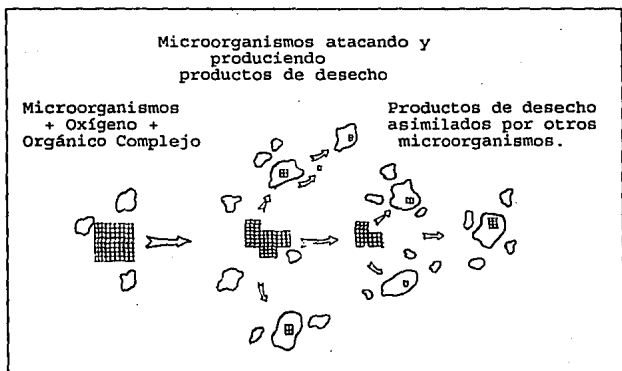 Microorganismos atacando y
produciendo
productos de desecho
Microorganismos
+ Oxígeno +
Orgánico Complejo
Productos de desecho
asimilados por otros
microorganismos.